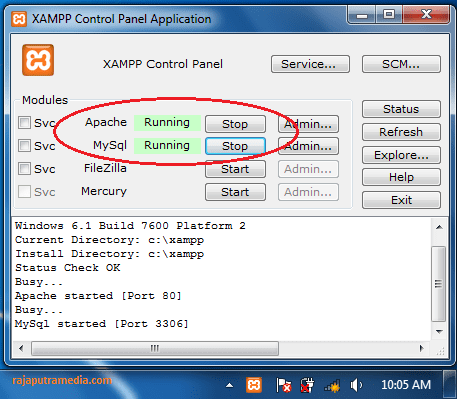 XAMPP Control Panel Application
XAMPP Control Panel
Service...
SCM...
Modules
Svc Apache Running Stop Admin...
Svc MySql Running Stop Admin...
Svc FileZilla Start Admin...
Svc Mercury Start Admin...
Status
Refresh
Explore...
Help
Exit
Windows 6.1 Build 7600 Platform 2
Current Directory: c:\xampp
Install Directory: c:\xampp
Status Check OK
Busy...
Apache started [Port 80]
Busy...
MySql started [Port 3306]
rajaputramedia.com
10:05 AM